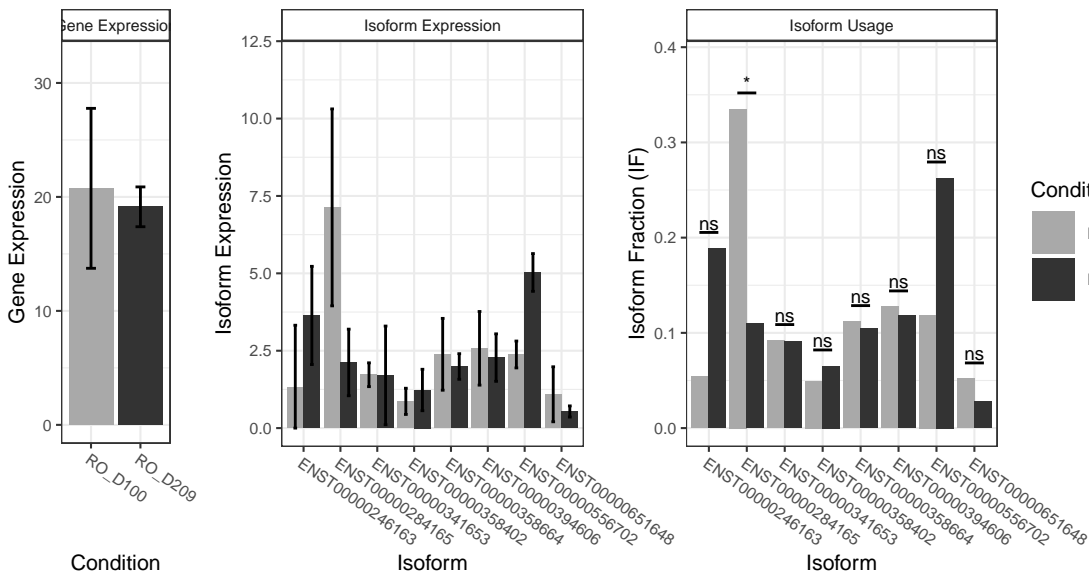 Gene Expression
Isoform Expression
Isoform Usage
Gene Expression
30
20
10
0
RO_D100
RO_D209
Condition
Isoform Expression
12.5
10.0
7.5
5.0
2.5
0.0
ENST00000246163
ENST00000284165
ENST00000341653
ENST00000358402
ENST00000358664
ENST00000394606
ENST00000556702
ENST00000651648
Isoform
Isoform Fraction (IF)
0.4
0.3
0.2
0.1
0.0
ns
*
ns
ns
ns
ns
ns
ns
ENST00000246163
ENST00000284165
ENST00000341653
ENST00000358402
ENST00000358664
ENST00000394606
ENST00000556702
ENST00000651648
Isoform
Condit